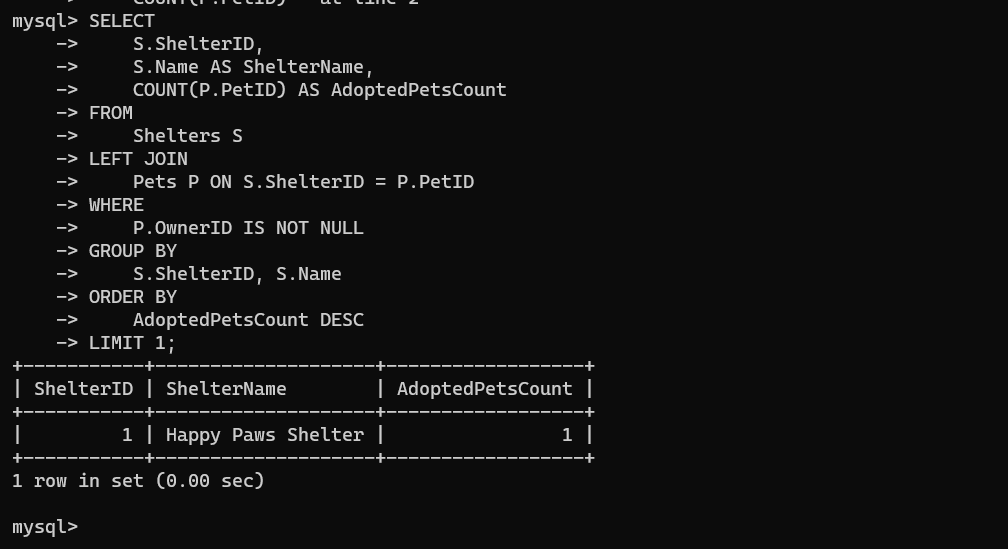 COUNT(P.PetID)' at line 2
mysql> SELECT
    ->     S.ShelterID,
    ->     S.Name AS ShelterName,
    ->     COUNT(P.PetID) AS AdoptedPetsCount
    -> FROM
    ->     Shelters S
    -> LEFT JOIN
    ->     Pets P ON S.ShelterID = P.PetID
    -> WHERE
    ->     P.OwnerID IS NOT NULL
    -> GROUP BY
    ->     S.ShelterID, S.Name
    -> ORDER BY
    ->     AdoptedPetsCount DESC
    -> LIMIT 1;
+-----------+--------------------+------------------+
| ShelterID | ShelterName        | AdoptedPetsCount |
+-----------+--------------------+------------------+
|         1 | Happy Paws Shelter |                1 |
+-----------+--------------------+------------------+
1 row in set (0.00 sec)
mysql>